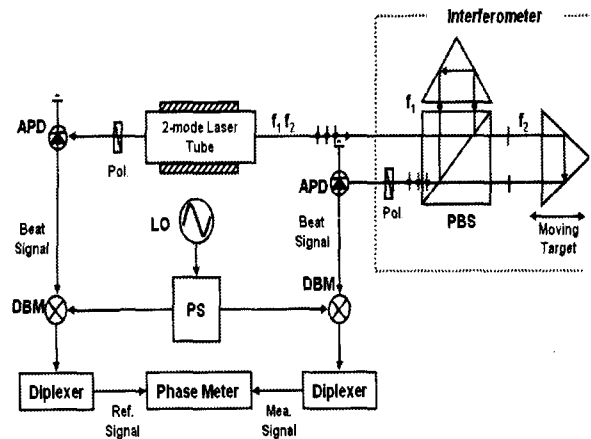 Interferometer
f1
APD
2-mode Laser
Tube
f1 f2
f2
Pol.
APD
Pol
PBS
Moving
Target
LO
Beat
Signal
Beat
Signal
DBM
PS
DBM
Diplexer
Phase Meter
Diplexer
Ref.
Signal
Mea.
Signal